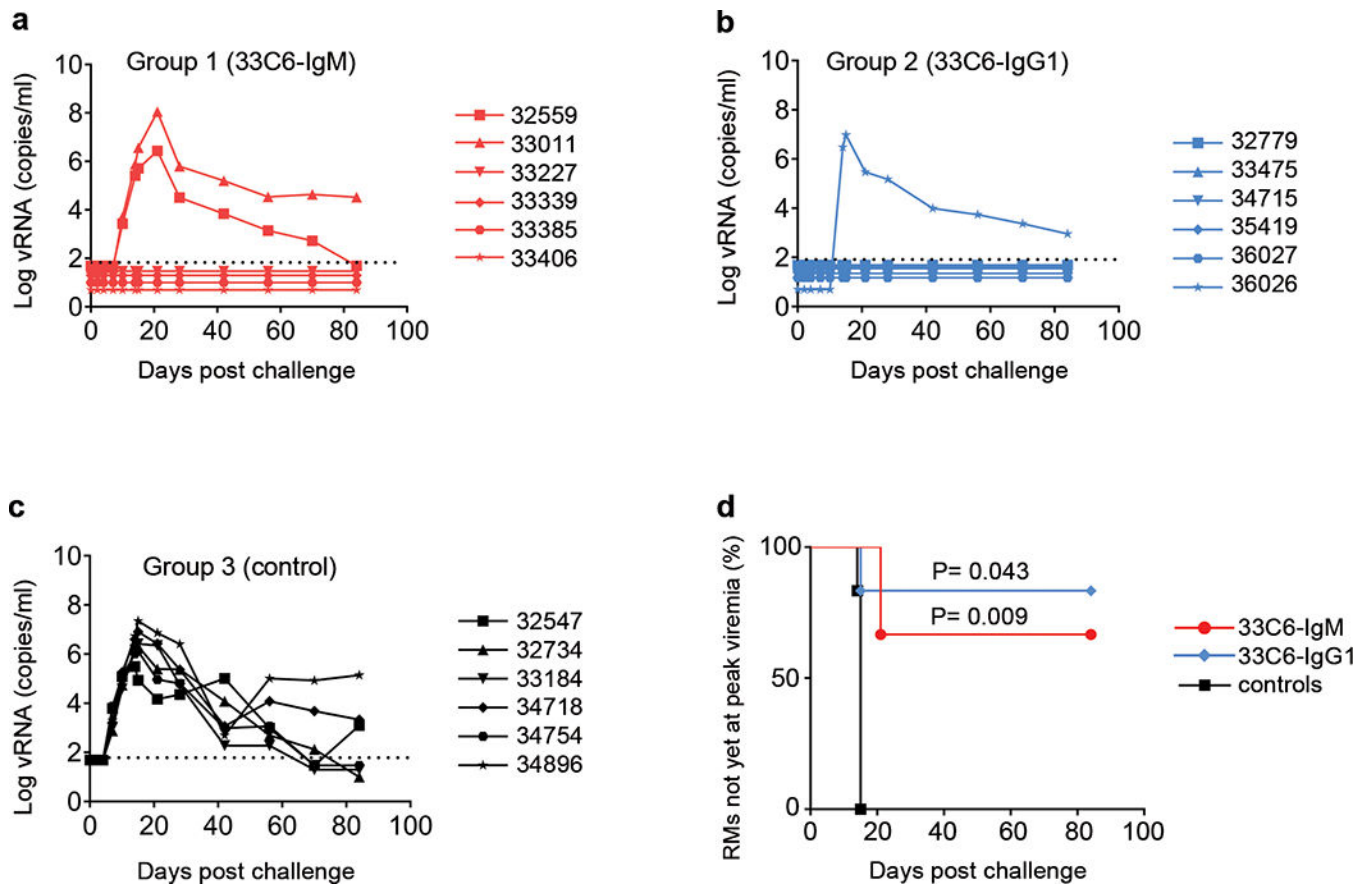 a
Group 1 (33C6-IgM)
Log vRNA (copies/ml)
10
8
6
4
2
0
0 20 40 60 80 100
Days post challenge
32559
33011
33227
33339
33385
33406
b
Group 2 (33C6-IgG1)
Log vRNA (copies/ml)
10
8
6
4
2
0
0 20 40 60 80 100
Days post challenge
32779
33475
34715
35419
36027
36026
c
Group 3 (control)
Log vRNA (copies/ml)
10
8
6
4
2
0
0 20 40 60 80 100
Days post challenge
32547
32734
33184
34718
34754
34896
d
RMs not yet at peak viremia (%)
100
50
0
P= 0.043
P= 0.009
0 20 40 60 80 100
Days post challenge
33C6-IgM
33C6-IgG1
controls